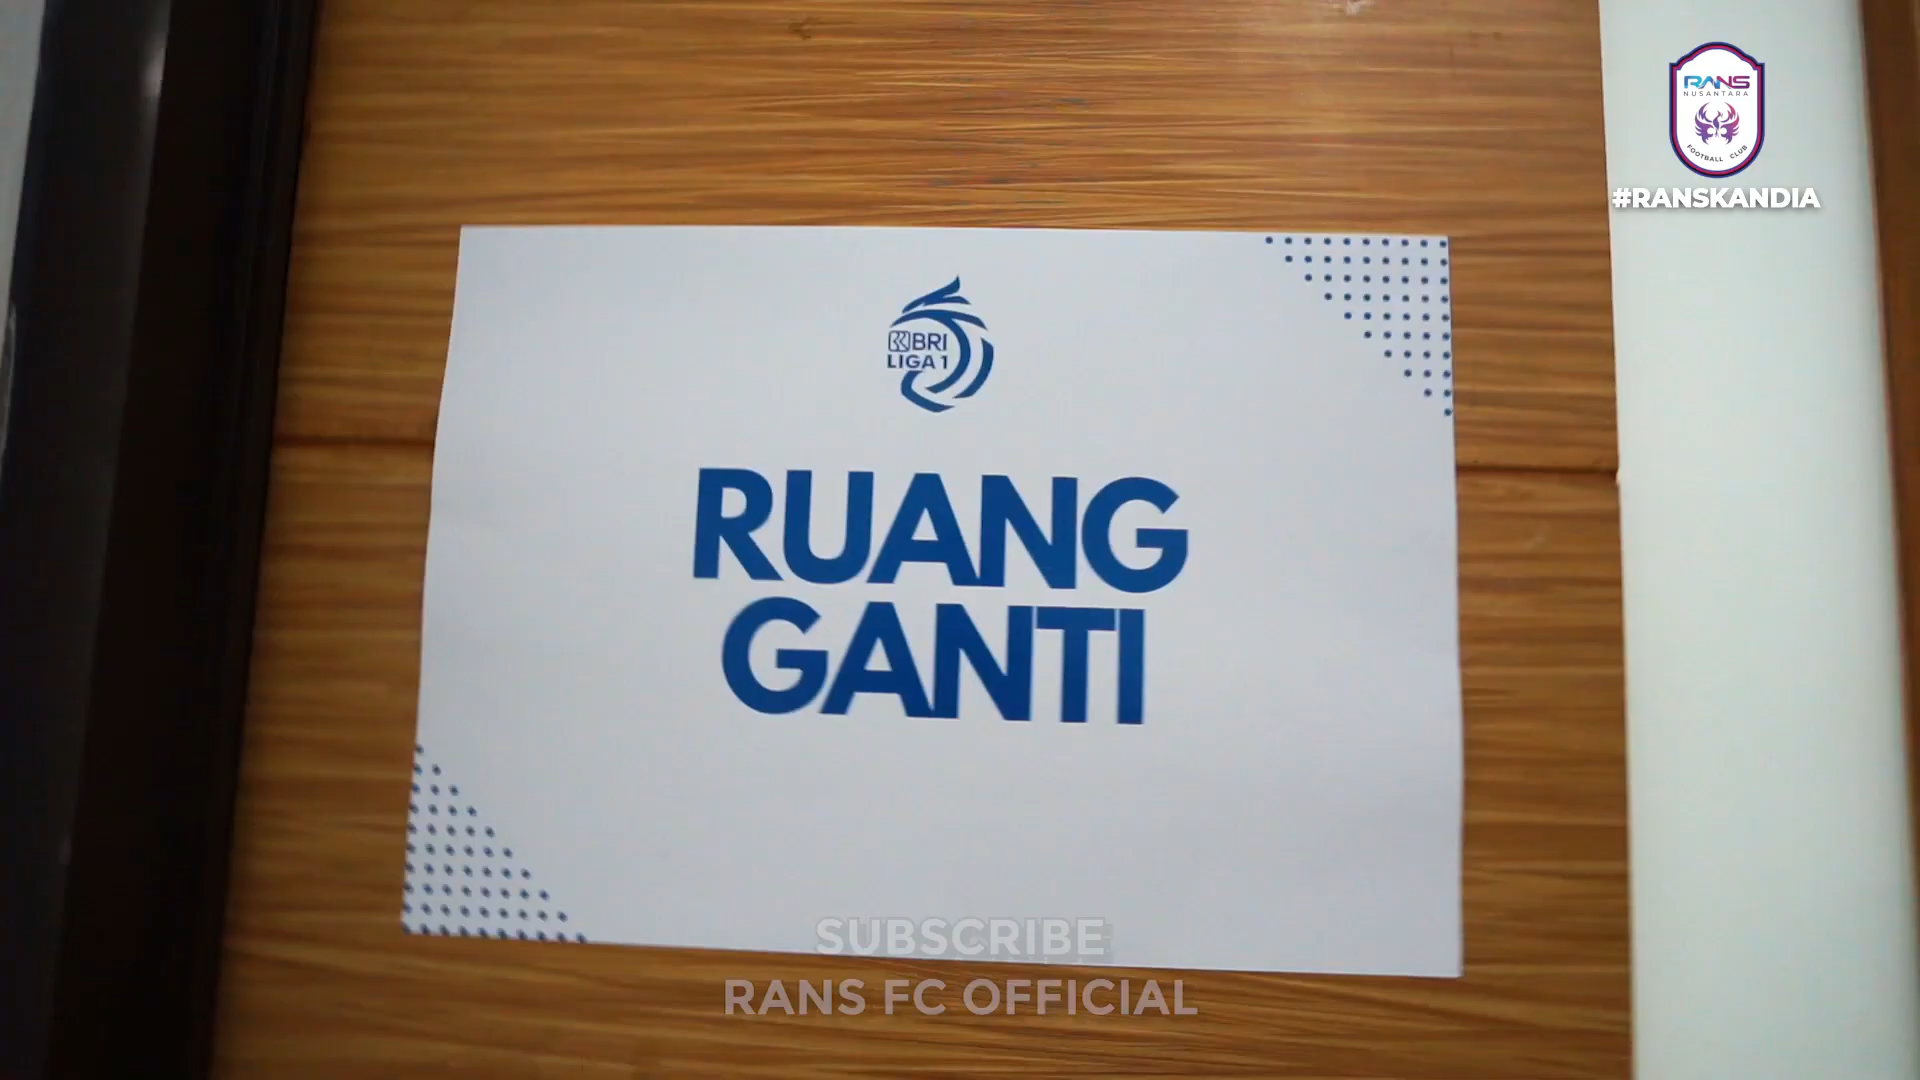 RANS
NUSANTARA
FOOTBALL CLUB
#RANSKANDIA
BRI
LIGA 1
RUANG
GANTI
SUBSCRIBE
RANS FC OFFICIAL